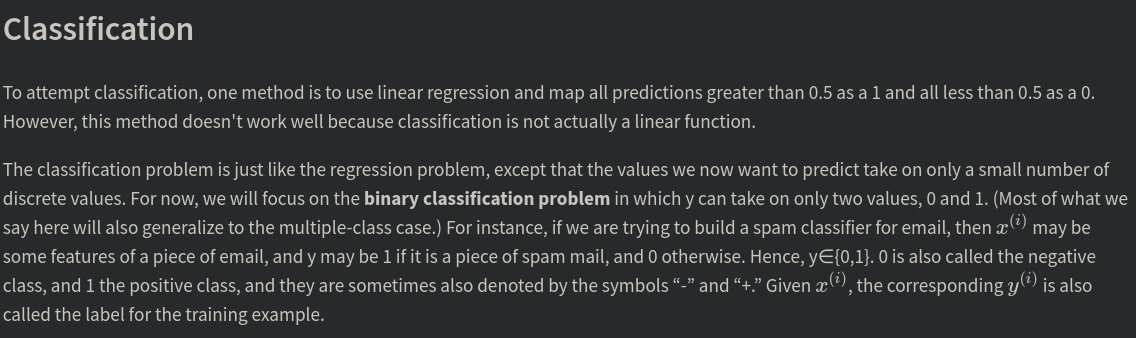 Classification
To attempt classification, one method is to use linear regression and map all predictions greater than 0.5 as a 1 and all less than 0.5 as a 0.
However, this method doesn't work well because classification is not actually a linear function.
The classification problem is just like the regression problem, except that the values we now want to predict take on only a small number of
discrete values. For now, we will focus on the binary classification problem in which y can take on only two values, 0 and 1. (Most of what we
say here will also generalize to the multiple-class case.) For instance, if we are trying to build a spam classifier for email, then x^{(i)} may be
some features of a piece of email, and y may be 1 if it is a piece of spam mail, and 0 otherwise. Hence, y∈{0,1}. 0 is also called the negative
class, and 1 the positive class, and they are sometimes also denoted by the symbols “-” and “+.” Given x^{(i)}, the corresponding y^{(i)} is also
called the label for the training example.